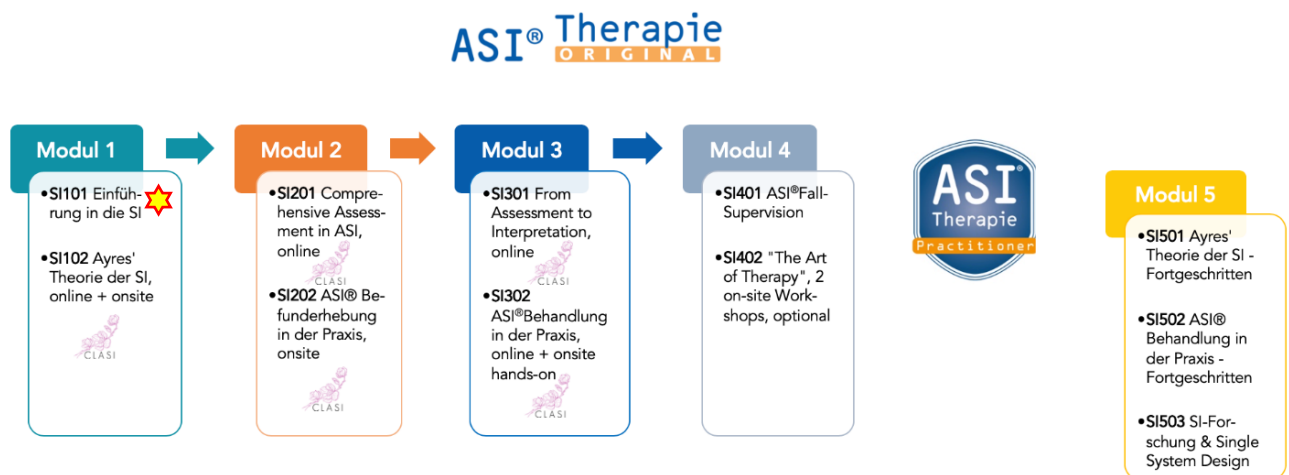 ASI® Therapie
ORIGINAL
Modul 1
•SI101 Einfüh-
rung in die SI
•SI102 Ayres'
Theorie der SI,
online + onsite
CLASI
Modul 2
•SI201 Compre-
hensive Assess-
ment in ASI,
online
CLASI
•SI202 ASI® Be-
funderhebung
in der Praxis,
onsite
CLASI
Modul 3
•SI301 From
Assessment to
Interpretation,
online
CLASI
•SI302
ASI®Behandlung
in der Praxis,
online + onsite
hands-on
CLASI
Modul 4
•SI401 ASI®Fall-
Supervision
•SI402 "The Art
of Therapy", 2
on-site Work-
shops, optional
ASI®
Therapie
Practitioner
Modul 5
•SI501 Ayres'
Theorie der SI -
Fortgeschritten
•SI502 ASI®
Behandlung in
der Praxis -
Fortgeschritten
•SI503 SI-For-
schung & Single
System Design